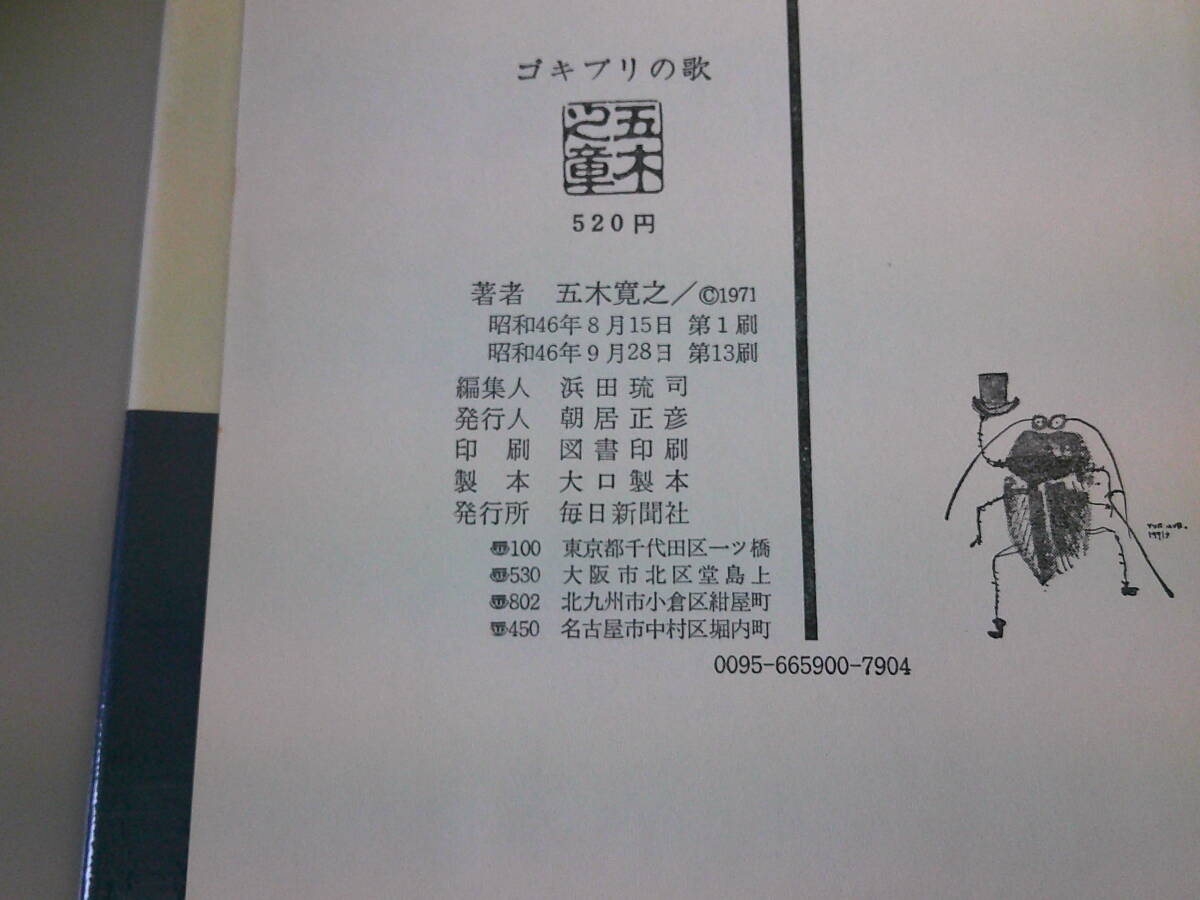 ゴキブリの歌
五木之童
520円
著者 五木寛之／©1971
昭和46年8月15日 第1刷
昭和46年9月28日 第13刷
編集人 浜田琉司
発行人 朝居正彦
印刷 図書印刷
製本 大口製本
発行所 毎日新聞社
100 東京都千代田区一ッ橋
530 大阪市北区堂島上
802 北九州市小倉区紺屋町
450 名古屋市中村区堀内町
0095-665900-7904